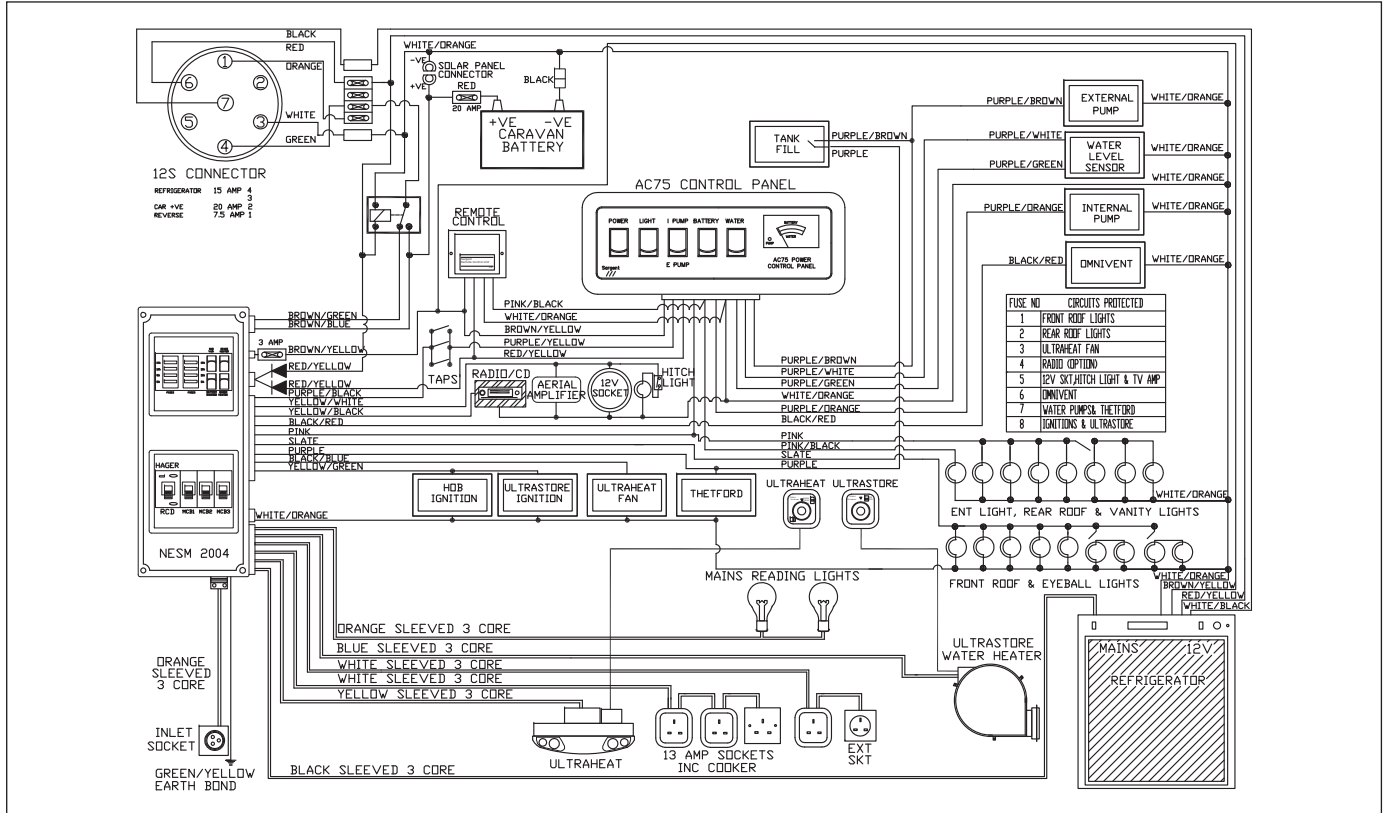 BLACK
RED
ORANGE
WHITE
GREEN
1
6
2
7
5
3
4
12S CONNECTOR
REFRIGERATOR 15 AMP 4
3
CAR +VE 20 AMP 2
REVERSE 7.5 AMP 1
WHITE/ORANGE
-VE
SOLAR PANEL
CONNECTOR
+VE
RED
20 AMP
BLACK
+VE -VE
CARAVAN
BATTERY
TANK
FILL
PURPLE/BROWN
PURPLE
PURPLE/BROWN
EXTERNAL
PUMP
WHITE/ORANGE
PURPLE/WHITE
WATER
LEVEL
SENSOR
WHITE/ORANGE
PURPLE/GREEN
WHITE/ORANGE
PURPLE/ORANGE
INTERNAL
PUMP
WHITE/ORANGE
BLACK/RED
OMNIVENT
WHITE/ORANGE
AC75 CONTROL PANEL
POWER LIGHT I PUMP BATTERY WATER
E PUMP
BATTERY
WATER
PUMP
Sargent
AC75 POWER
CONTROL PANEL
REMOTE
CONTROL
PINK/BLACK
WHITE/ORANGE
BROWN/YELLOW
PURPLE/YELLOW
RED/YELLOW
FUSE NO CIRCUITS PROTECTED
1 FRONT ROOF LIGHTS
2 REAR ROOF LIGHTS
3 ULTRAHEAT FAN
4 RADIO (OPTION)
5 12V SKT,HITCH LIGHT & TV AMP
6 OMNIVENT
7 WATER PUMPS& THETFORD
8 IGNITIONS & ULTRASTORE
BROWN/GREEN
BROWN/BLUE
3 AMP
BROWN/YELLOW
RED/YELLOW
RED/YELLOW
PURPLE/BLACK
YELLOW/WHITE
YELLOW/BLACK
BLACK/RED
PINK
SLATE
PURPLE
BLACK/BLUE
YELLOW/GREEN
WHITE/ORANGE
TAPS
RADIO/CD
AERIAL
AMPLIFIER
12V
SOCKET
HITCH
LIGHT
PURPLE/BROWN
PURPLE/WHITE
PURPLE/GREEN
WHITE/ORANGE
PURPLE/ORANGE
BLACK/RED
PINK
PINK/BLACK
SLATE
PURPLE
HAGER
RCD MCB1 MCB2 MCB3
NESM 2004
HOB
IGNITION
ULTRASTORE
IGNITION
ULTRAHEAT
FAN
THETFORD
ULTRAHEAT
ULTRASTORE
WHITE/ORANGE
ENT LIGHT, REAR ROOF & VANITY LIGHTS
FRONT ROOF & EYEBALL LIGHTS
WHITE/ORANGE
BROWN/YELLOW
RED/YELLOW
WHITE/BLACK
MAINS READING LIGHTS
ORANGE SLEEVED 3 CORE
BLUE SLEEVED 3 CORE
WHITE SLEEVED 3 CORE
WHITE SLEEVED 3 CORE
YELLOW SLEEVED 3 CORE
BLACK SLEEVED 3 CORE
ORANGE
SLEEVED
3 CORE
INLET
SOCKET
GREEN/YELLOW
EARTH BOND
ULTRAHEAT
13 AMP SOCKETS
INC COOKER
EXT
SKT
ULTRASTORE
WATER HEATER
MAINS 12V
REFRIGERATOR